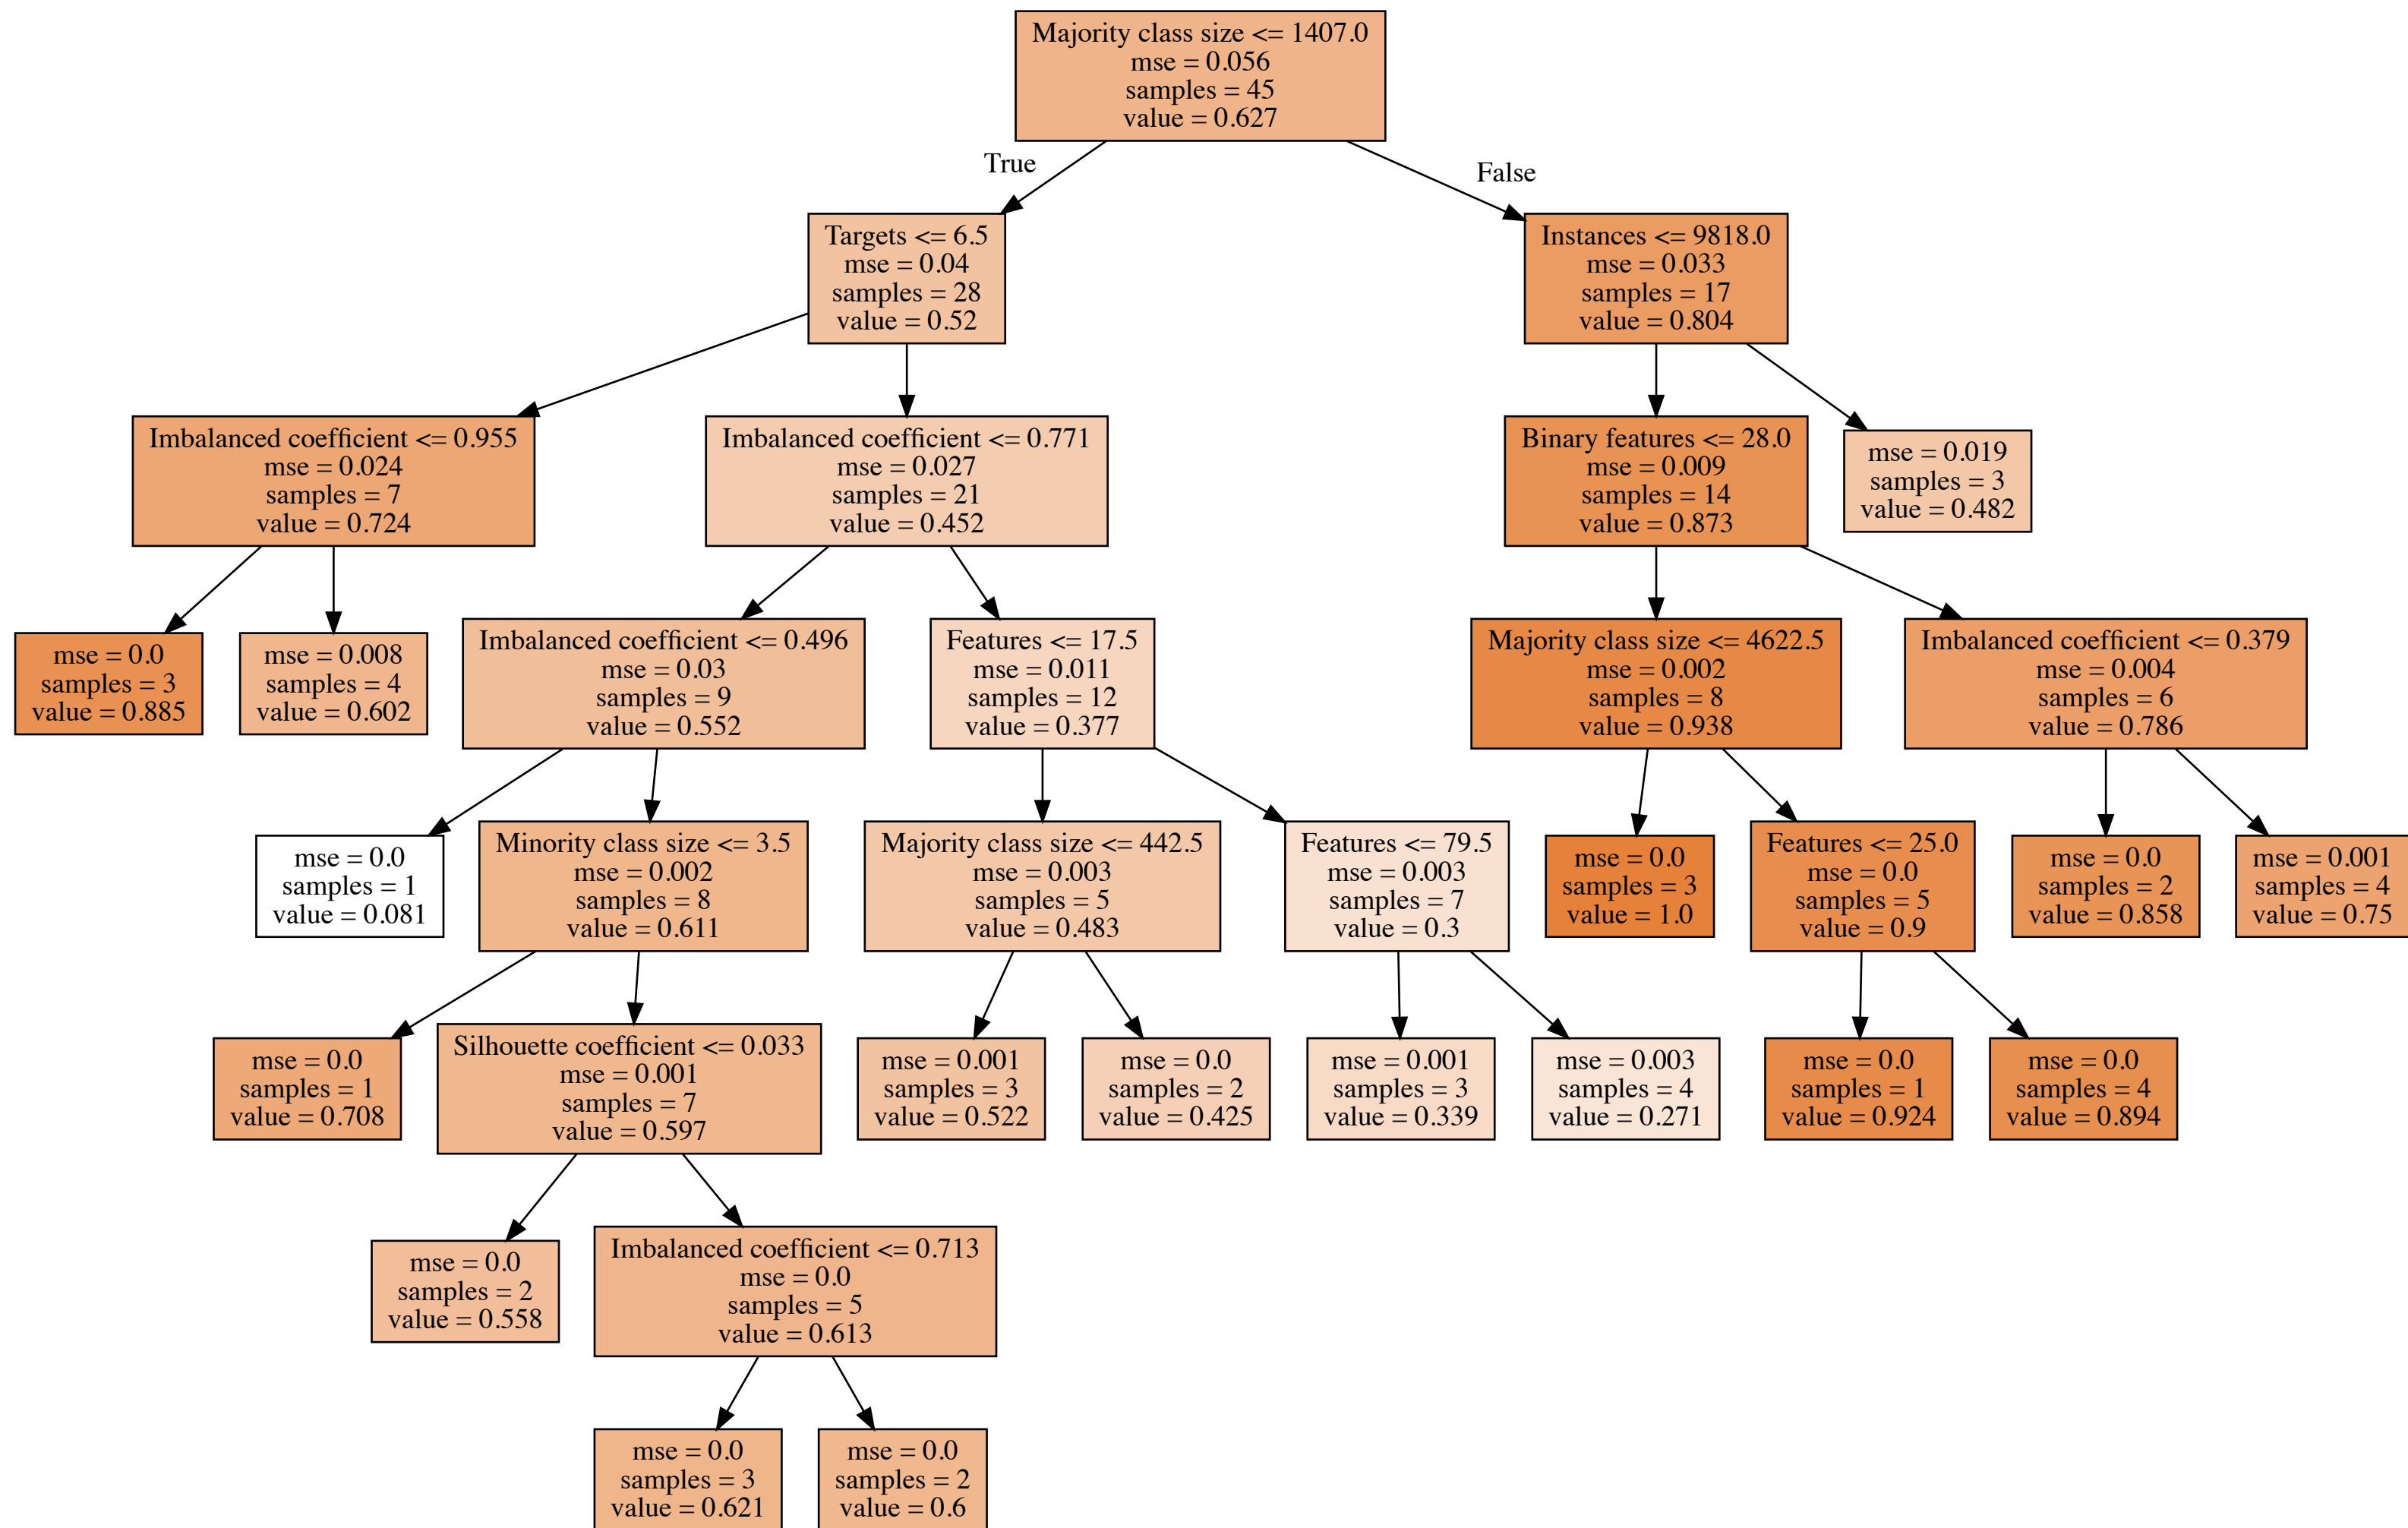 Majority class size <= 1407.0
mse = 0.056
samples = 45
value = 0.627
True
False
Targets <= 6.5
mse = 0.04
samples = 28
value = 0.52
Instances <= 9818.0
mse = 0.033
samples = 17
value = 0.804
Imbalanced coefficient <= 0.955
mse = 0.024
samples = 7
value = 0.724
Imbalanced coefficient <= 0.771
mse = 0.027
samples = 21
value = 0.452
Binary features <= 28.0
mse = 0.009
samples = 14
value = 0.873
mse = 0.019
samples = 3
value = 0.482
mse = 0.0
samples = 3
value = 0.885
mse = 0.008
samples = 4
value = 0.602
Imbalanced coefficient <= 0.496
mse = 0.03
samples = 9
value = 0.552
Features <= 17.5
mse = 0.011
samples = 12
value = 0.377
Majority class size <= 4622.5
mse = 0.002
samples = 8
value = 0.938
Imbalanced coefficient <= 0.379
mse = 0.004
samples = 6
value = 0.786
mse = 0.0
samples = 1
value = 0.081
Minority class size <= 3.5
mse = 0.002
samples = 8
value = 0.611
Majority class size <= 442.5
mse = 0.003
samples = 5
value = 0.483
Features <= 79.5
mse = 0.003
samples = 7
value = 0.3
mse = 0.0
samples = 3
value = 1.0
Features <= 25.0
mse = 0.0
samples = 5
value = 0.9
mse = 0.0
samples = 2
value = 0.858
mse = 0.001
samples = 4
value = 0.75
mse = 0.0
samples = 1
value = 0.708
Silhouette coefficient <= 0.033
mse = 0.001
samples = 7
value = 0.597
mse = 0.001
samples = 3
value = 0.522
mse = 0.0
samples = 2
value = 0.425
mse = 0.001
samples = 3
value = 0.339
mse = 0.003
samples = 4
value = 0.271
mse = 0.0
samples = 1
value = 0.924
mse = 0.0
samples = 4
value = 0.894
mse = 0.0
samples = 2
value = 0.558
Imbalanced coefficient <= 0.713
mse = 0.0
samples = 5
value = 0.613
mse = 0.0
samples = 3
value = 0.621
mse = 0.0
samples = 2
value = 0.6